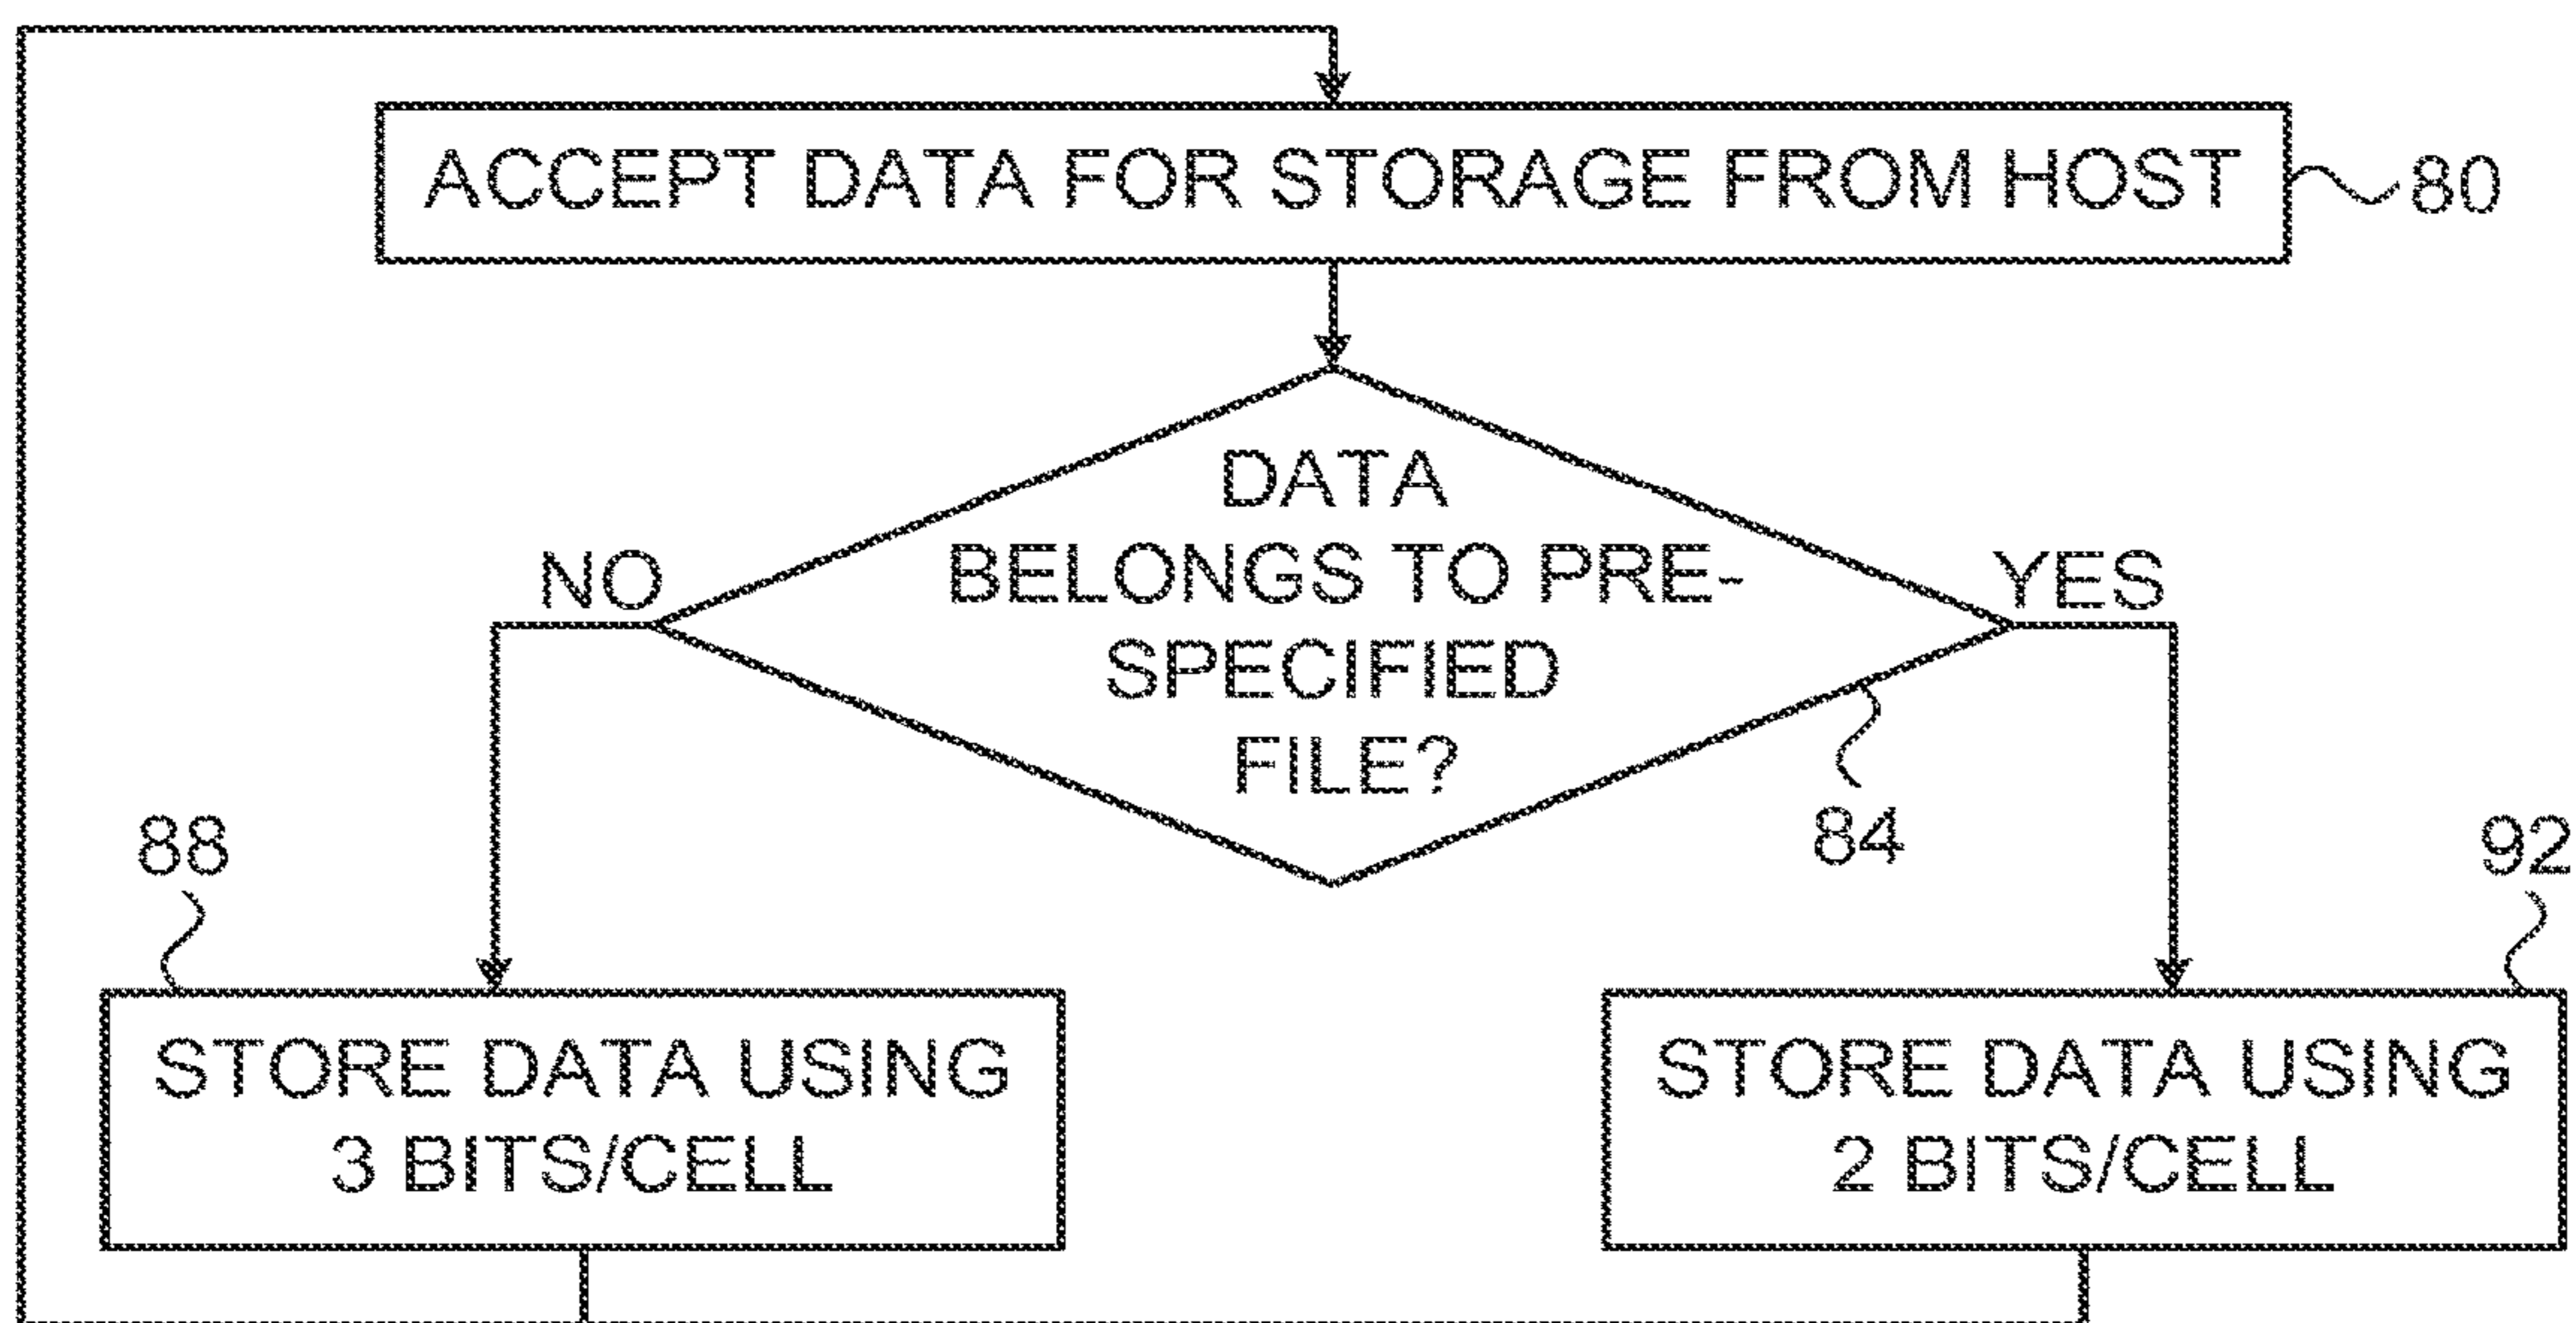 ACCEPT DATA FOR STORAGE FROM HOST
80
DATA
BELONGS TO PRE-
SPECIFIED
FILE?
NO
YES
84
88
92
STORE DATA USING
3 BITS/CELL
STORE DATA USING
2 BITS/CELL